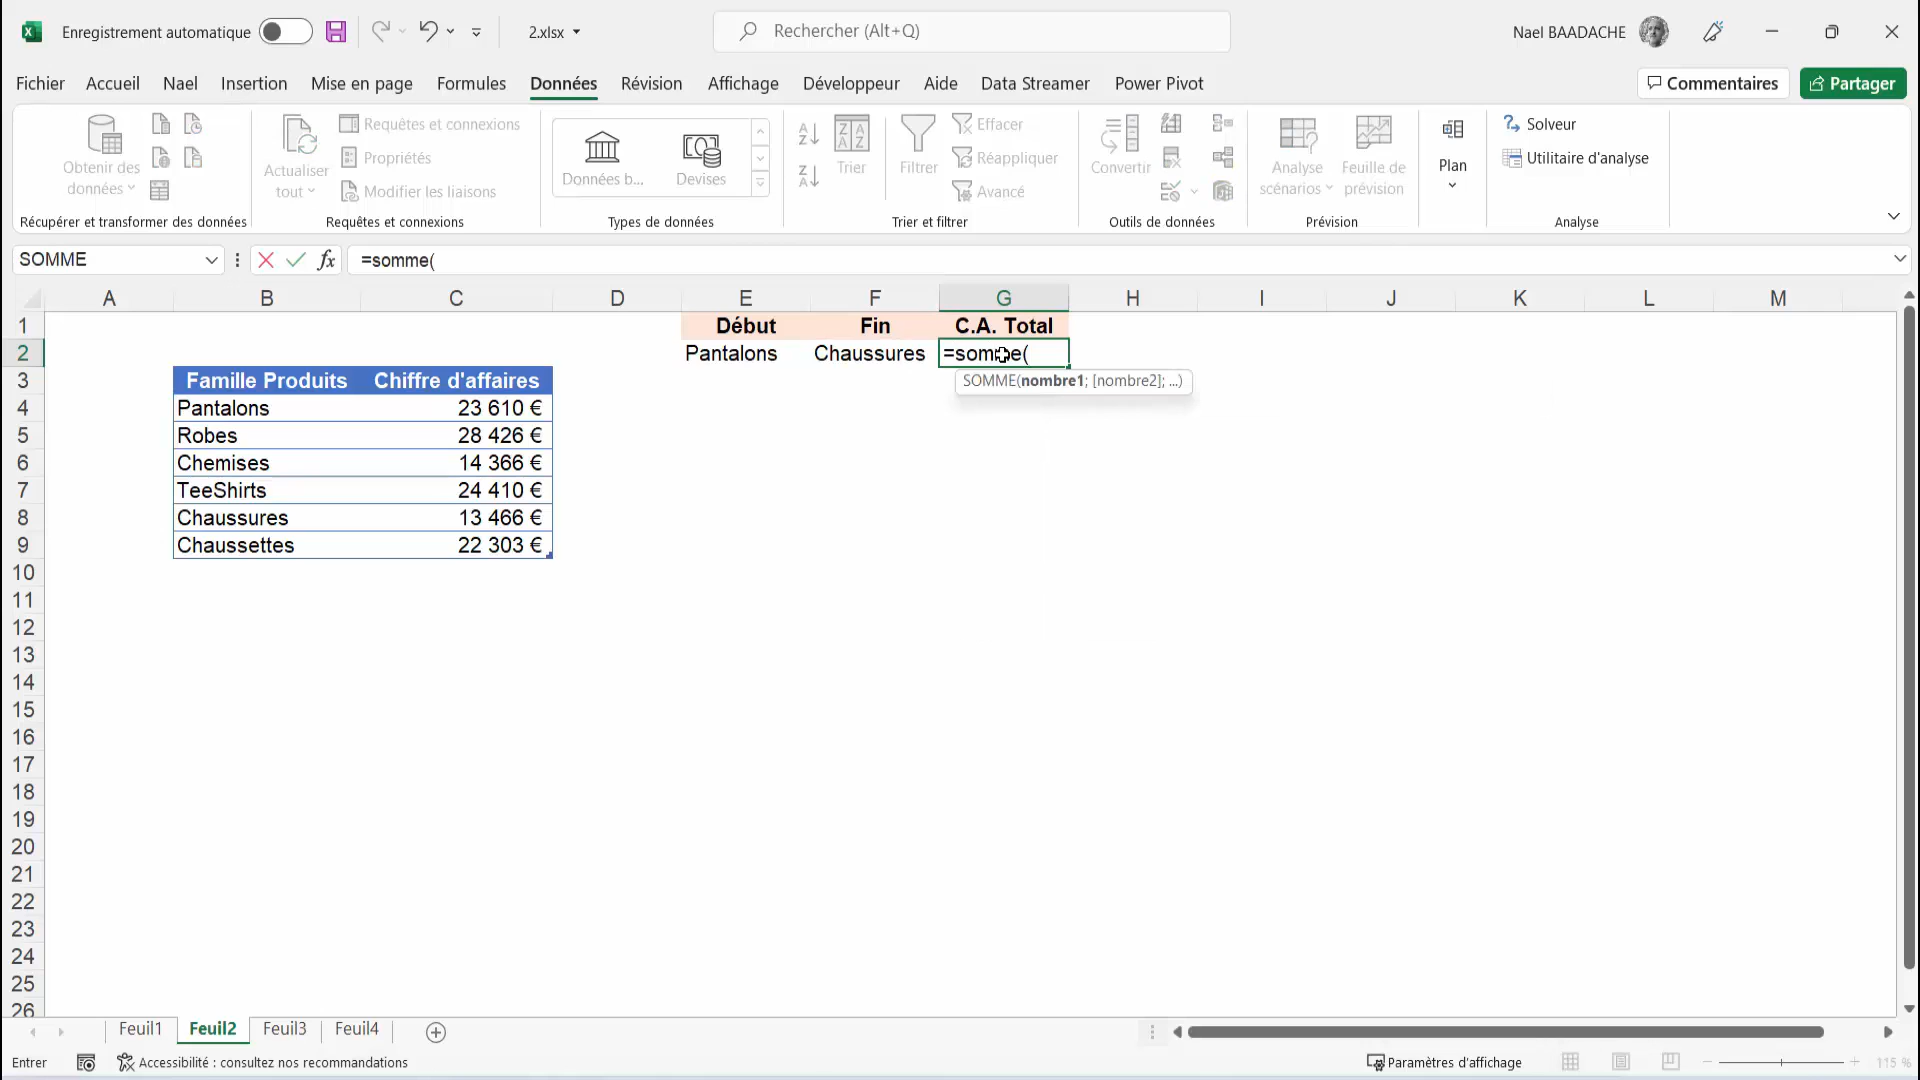 Enregistrement automatique
2.xlsx
Rechercher (Alt+Q)
Nael BAADACHE
Fichier Accueil Nael Insertion Mise en page Formules Données Révision Affichage Développeur Aide Data Streamer Power Pivot
Commentaires
Partager
Obtenir des données
Récupérer et transformer des données
Actualiser tout
Requêtes et connexions
Propriétés
Modifier les liaisons
Requêtes et connexions
Données b...
Devises
Types de données
Trier
Filtrer
Effacer
Réappliquer
Avancé
Trier et filtrer
Convertir
Outils de données
Analyse scénarios
Feuille de prévision
Prévision
Plan
Solveur
Utilitaire d'analyse
Analyse
SOMME
fx
=somme(
A B C D E F G H I J K L M
1 Début Fin C.A. Total
2 Pantalons Chaussures =somme(
SOMME(nombre1; [nombre2]; ...)
3 Famille Produits Chiffre d'affaires
4 Pantalons 23 610 €
5 Robes 28 426 €
6 Chemises 14 366 €
7 TeeShirts 24 410 €
8 Chaussures 13 466 €
9 Chaussettes 22 303 €
10
11
12
13
14
15
16
17
18
19
20
21
22
23
24
25
26
Feuil1 Feuil2 Feuil3 Feuil4
Entrer
Accessibilité : consultez nos recommandations
Paramètres d'affichage
115 %